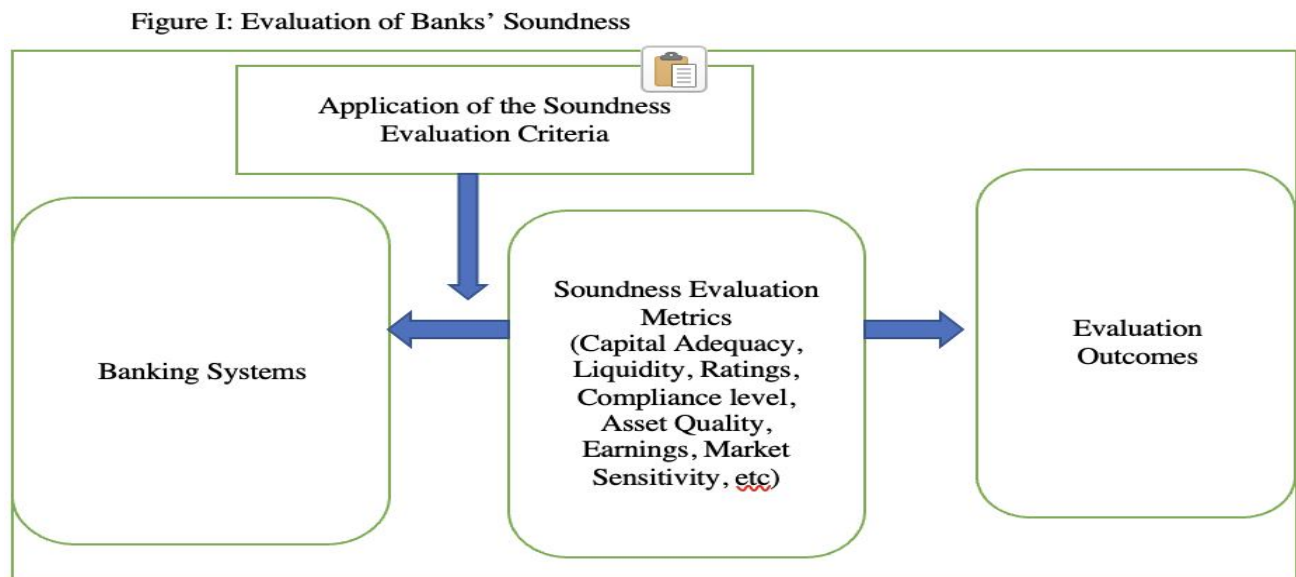 Figure I: Evaluation of Banks’ Soundness
Application of the Soundness
Evaluation Criteria
Banking Systems
Soundness Evaluation
Metrics
(Capital Adequacy,
Liquidity, Ratings,
Compliance level,
Asset Quality,
Earnings, Market
Sensitivity, etc)
Evaluation
Outcomes